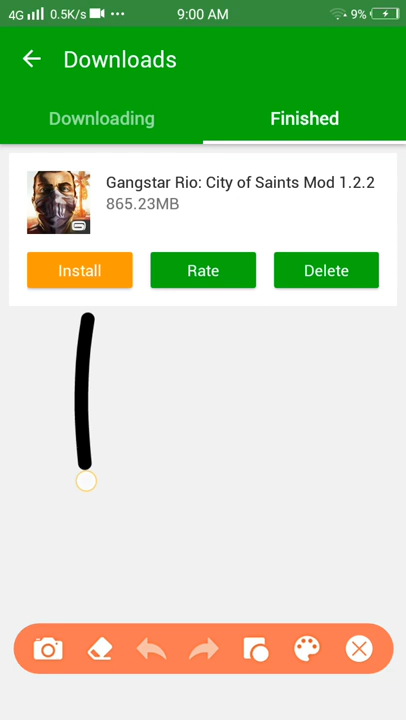 4G 0.5K/s 9:00 AM 9%
Downloads
Downloading Finished
Gangstar Rio: City of Saints Mod 1.2.2
865.23MB
Install Rate Delete